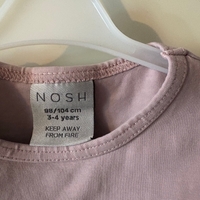 NOSH
98/104 cm
3-4 years
KEEP AWAY
FROM FIRE